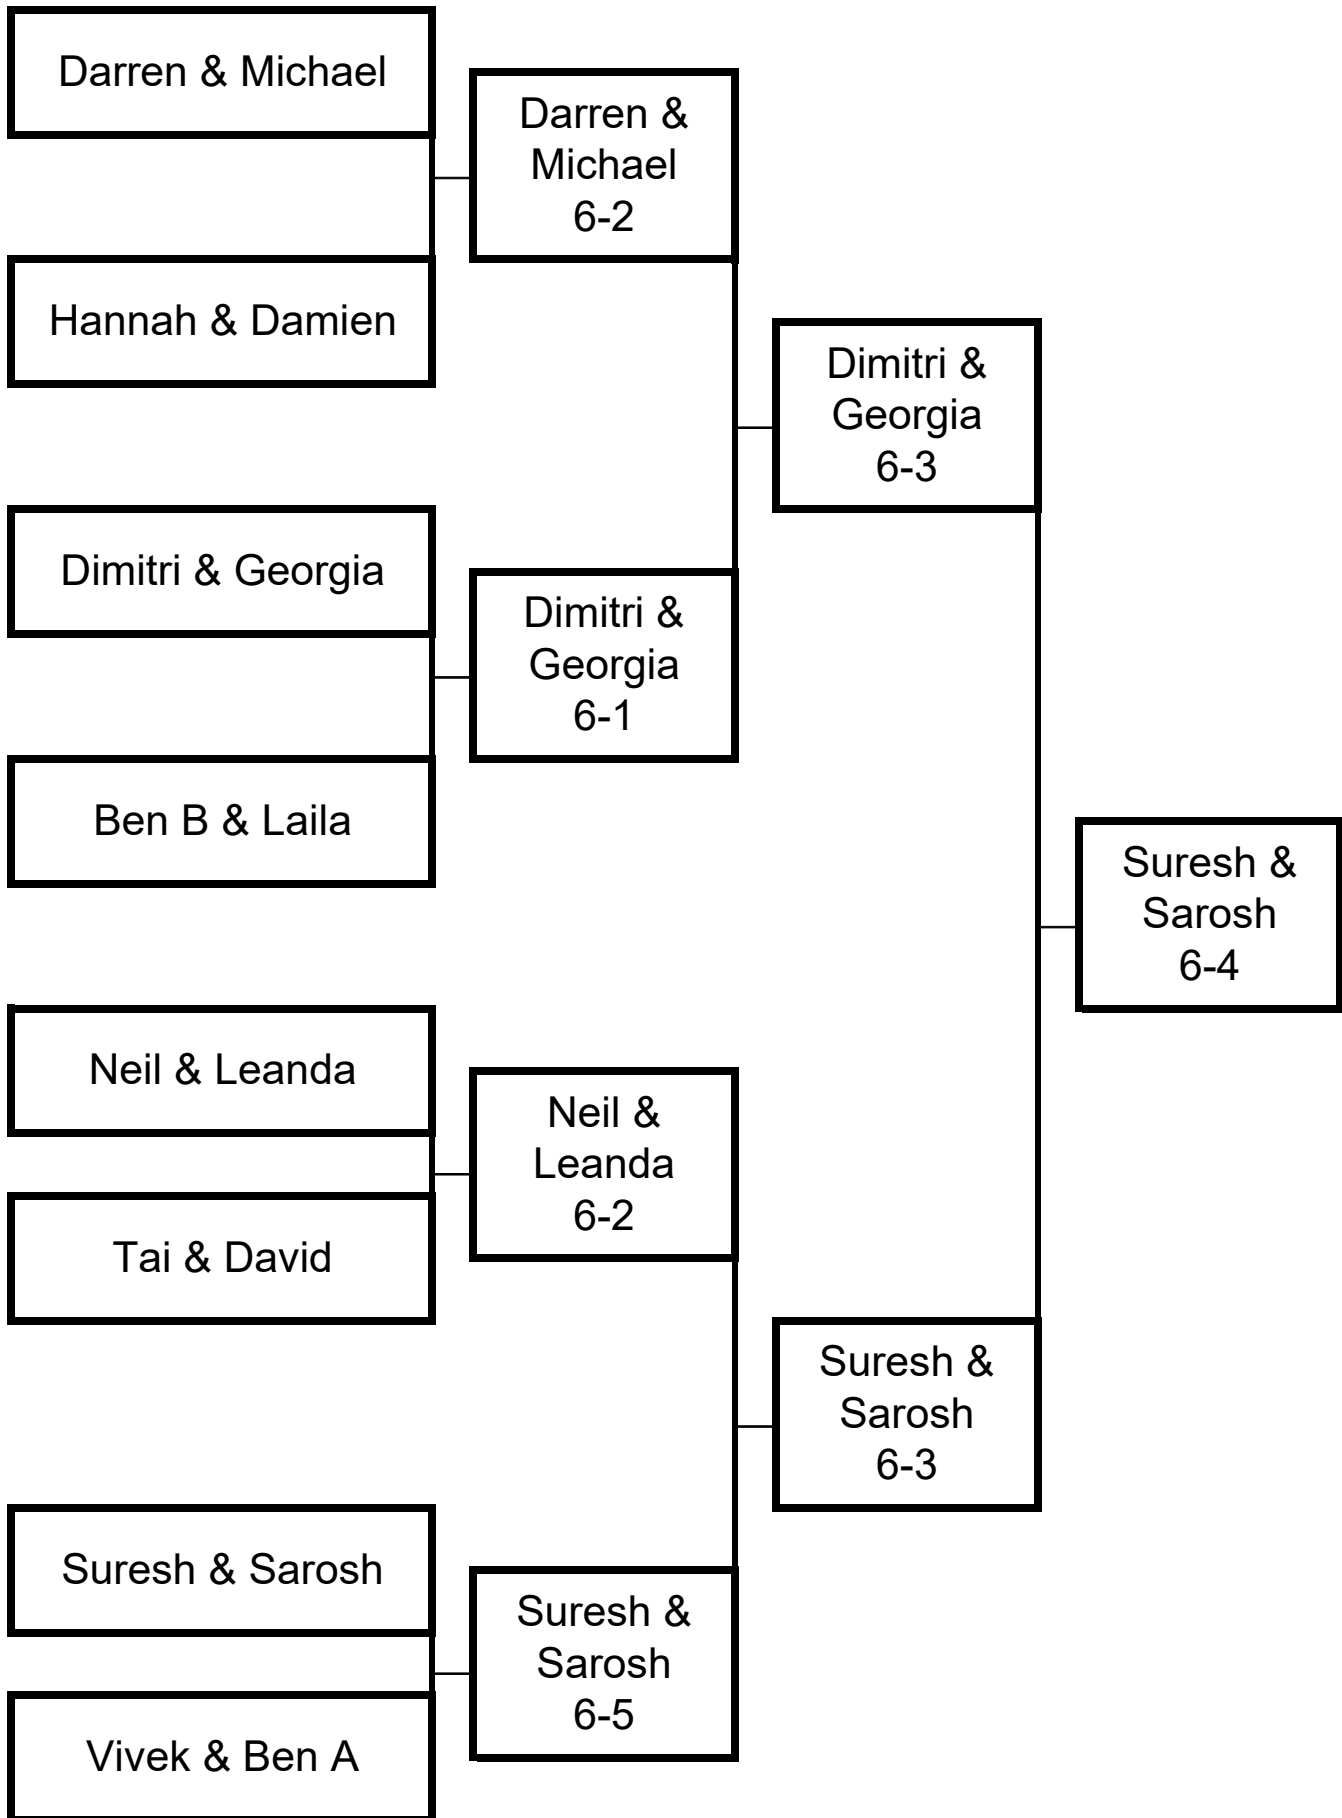 Darren & Michael
Darren &
Michael
6-2
Hannah & Damien
Dimitri &
Georgia
6-3
Dimitri & Georgia
Dimitri &
Georgia
6-1
Ben B & Laila
Suresh &
Sarosh
6-4
Neil & Leanda
Neil &
Leanda
6-2
Tai & David
Suresh &
Sarosh
6-3
Suresh & Sarosh
Suresh &
Sarosh
6-5
Vivek & Ben A